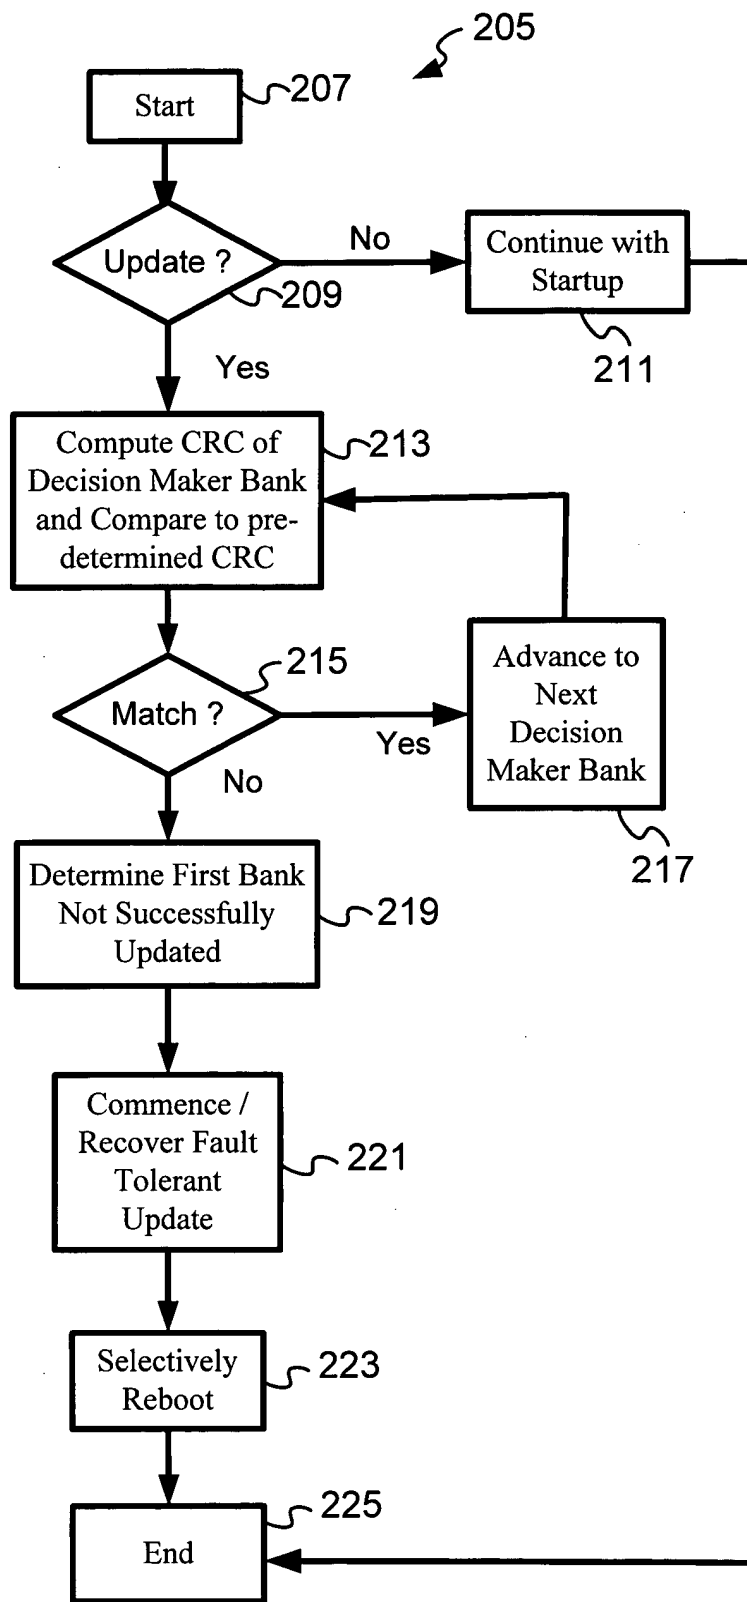 205
207
Start
Update ?
209
No
Continue with
Startup
211
Yes
Compute CRC of
Decision Maker Bank
and Compare to pre-
determined CRC
213
Match ?
215
Yes
Advance to
Next
Decision
Maker Bank
217
No
Determine First Bank
Not Successfully
Updated
219
Commence /
Recover Fault
Tolerant
Update
221
Selectively
Reboot
223
225
End